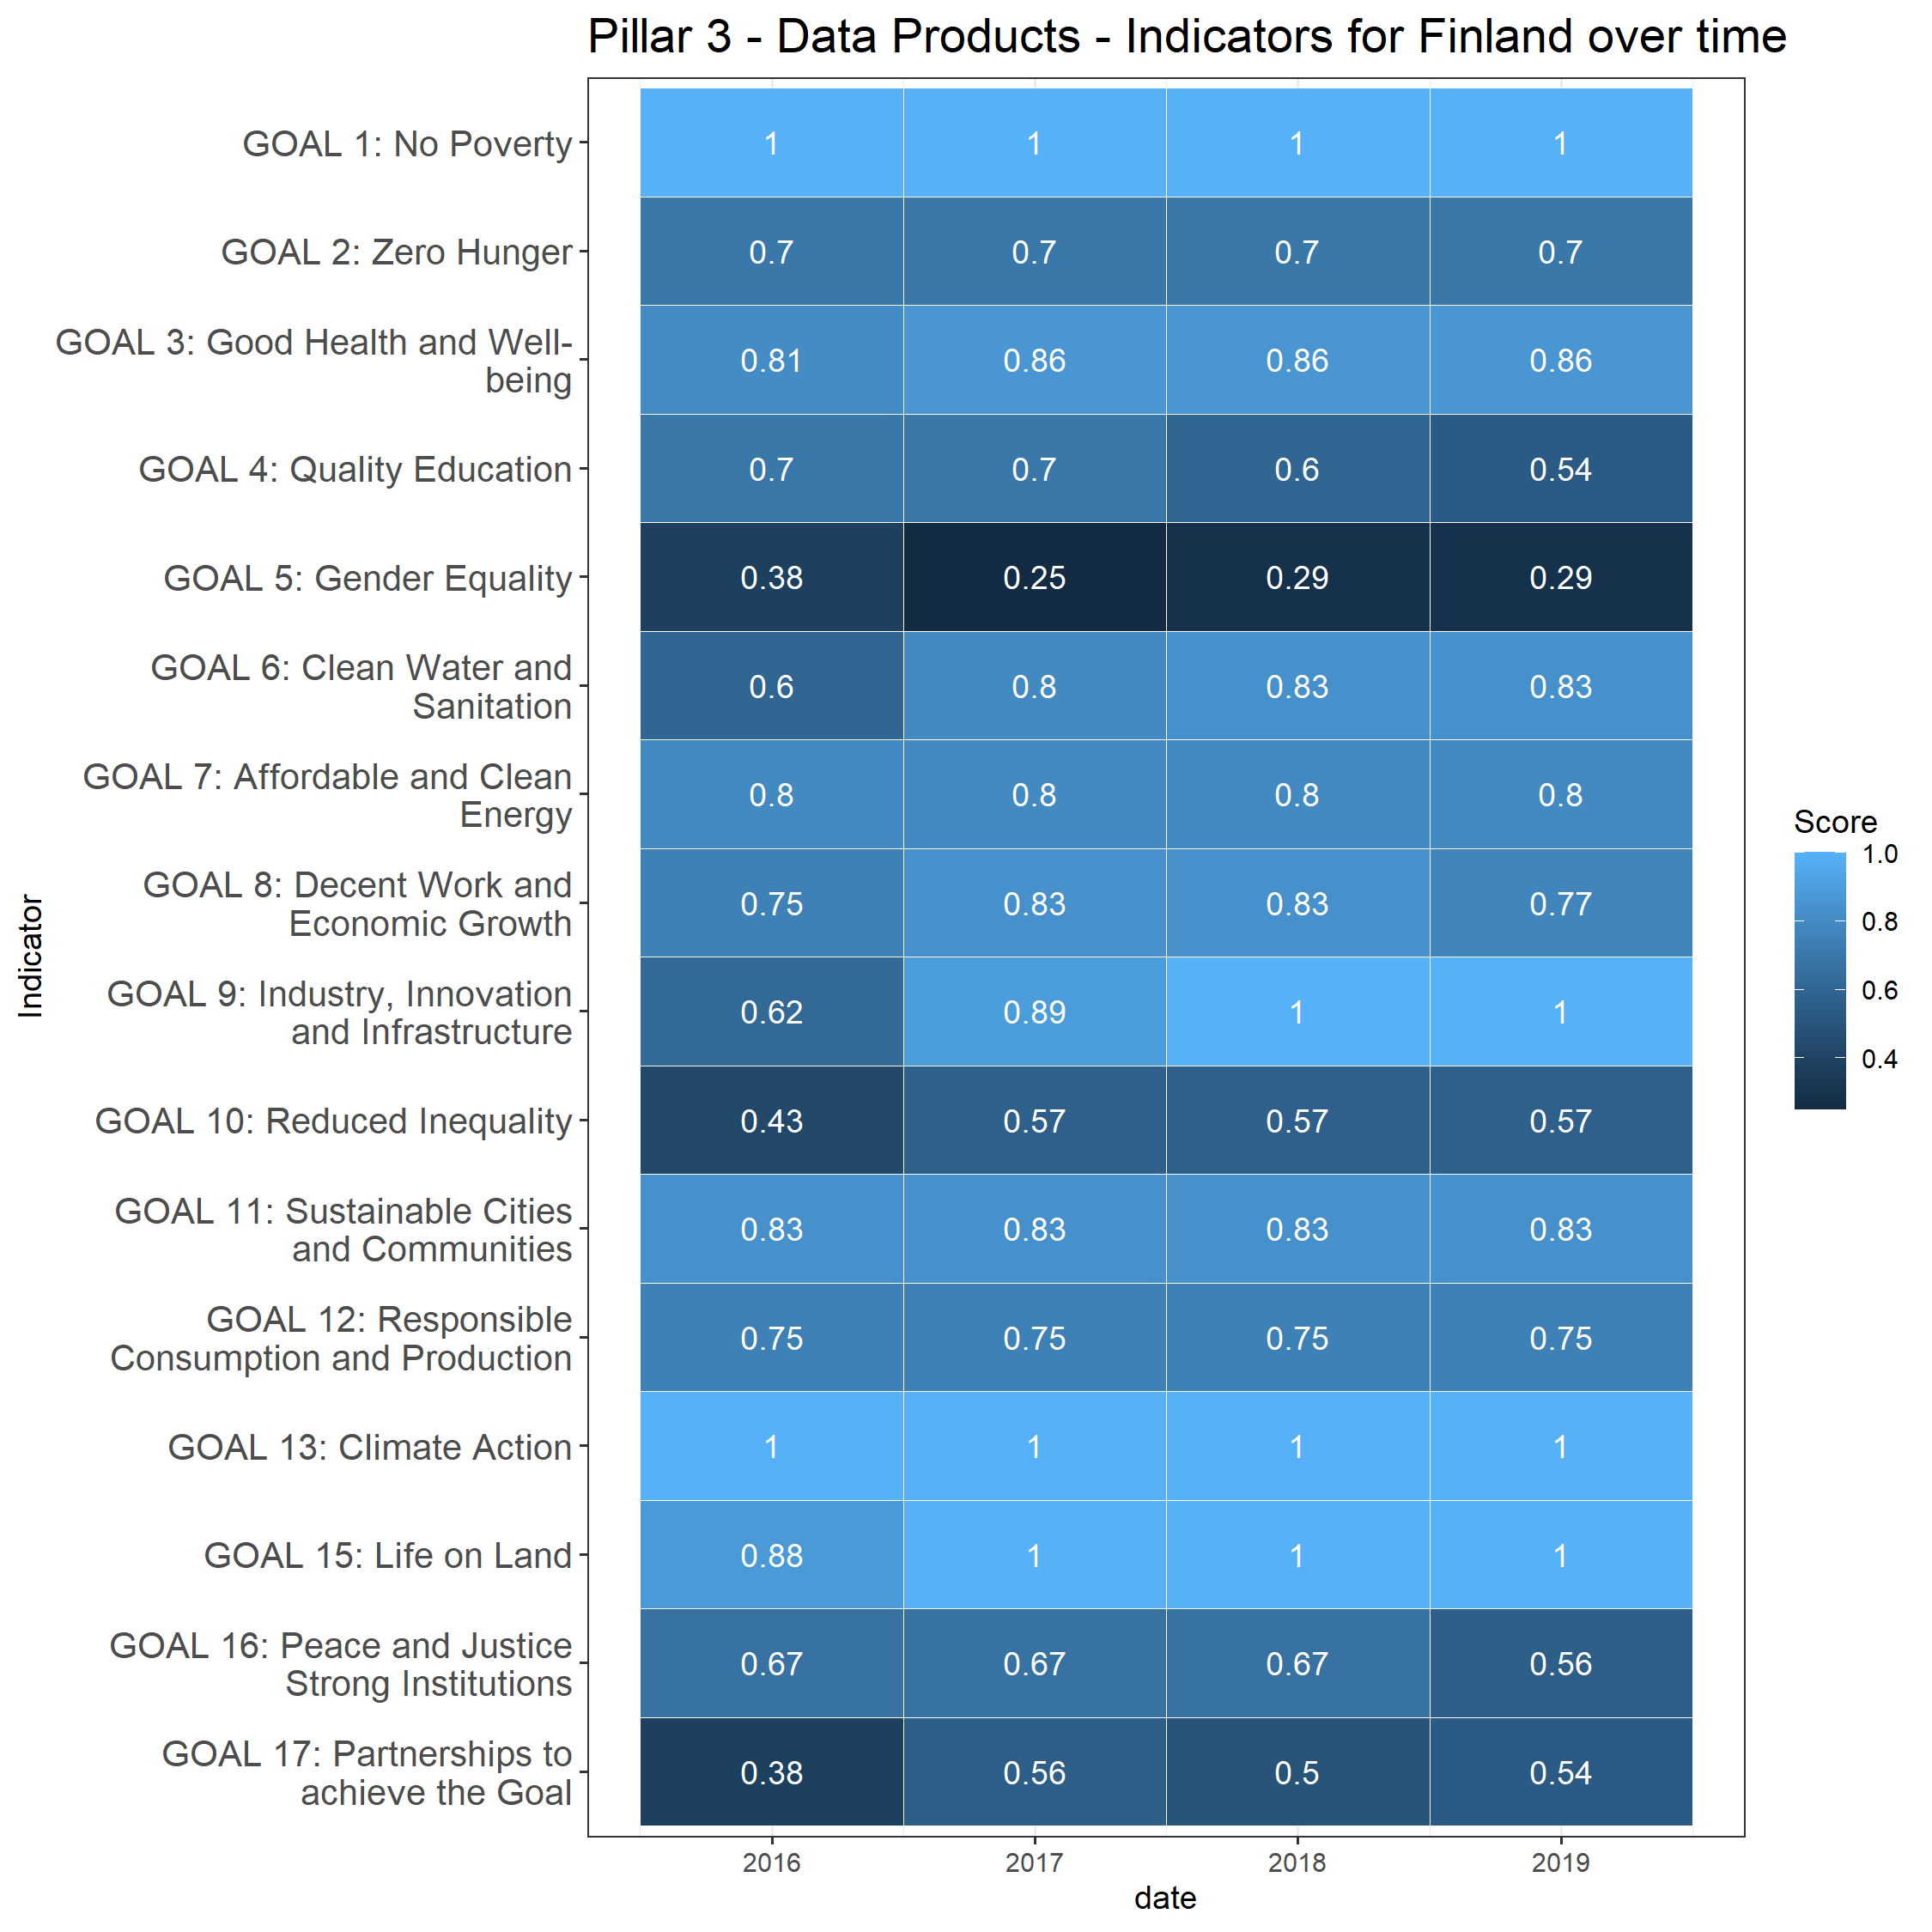 Pillar 3 - Data Products - Indicators for Finland over time
Indicator
GOAL 1: No Poverty
1 1 1 1
GOAL 2: Zero Hunger
0.7 0.7 0.7 0.7
GOAL 3: Good Health and Well-
being
0.81 0.86 0.86 0.86
GOAL 4: Quality Education
0.7 0.7 0.6 0.54
GOAL 5: Gender Equality
0.38 0.25 0.29 0.29
GOAL 6: Clean Water and
Sanitation
0.6 0.8 0.83 0.83
GOAL 7: Affordable and Clean
Energy
0.8 0.8 0.8 0.8
GOAL 8: Decent Work and
Economic Growth
0.75 0.83 0.83 0.77
GOAL 9: Industry, Innovation
and Infrastructure
0.62 0.89 1 1
GOAL 10: Reduced Inequality
0.43 0.57 0.57 0.57
GOAL 11: Sustainable Cities
and Communities
0.83 0.83 0.83 0.83
GOAL 12: Responsible
Consumption and Production
0.75 0.75 0.75 0.75
GOAL 13: Climate Action
1 1 1 1
GOAL 15: Life on Land
0.88 1 1 1
GOAL 16: Peace and Justice
Strong Institutions
0.67 0.67 0.67 0.56
GOAL 17: Partnerships to
achieve the Goal
0.38 0.56 0.5 0.54
2016 2017 2018 2019
date
Score
1.0
0.8
0.6
0.4